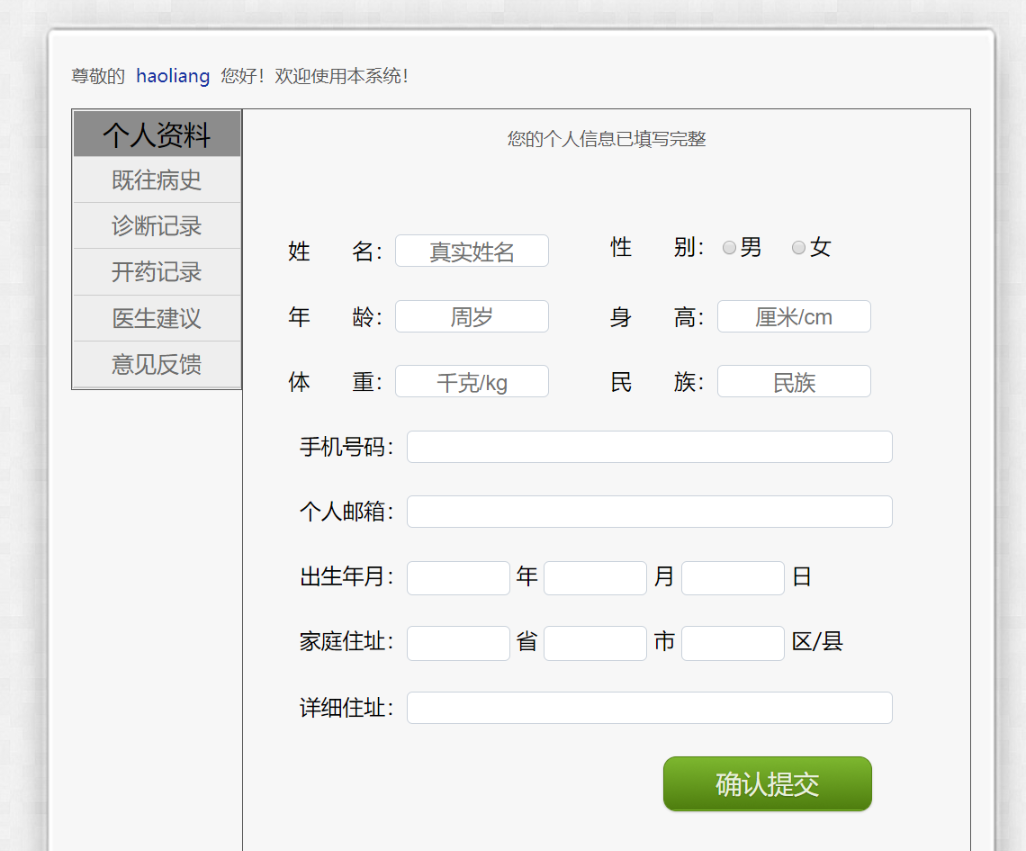 尊敬的 haoliang 您好！欢迎使用本系统！
个人资料
既往病史
诊断记录
开药记录
医生建议
意见反馈
您的个人信息已填写完整
姓 名： 真实姓名 性 别： 男 女
年 龄： 周岁 身 高： 厘米/cm
体 重： 千克/kg 民 族： 民族
手机号码：
个人邮箱：
出生年月： 年 月 日
家庭住址： 省 市 区/县
详细住址：
确认提交